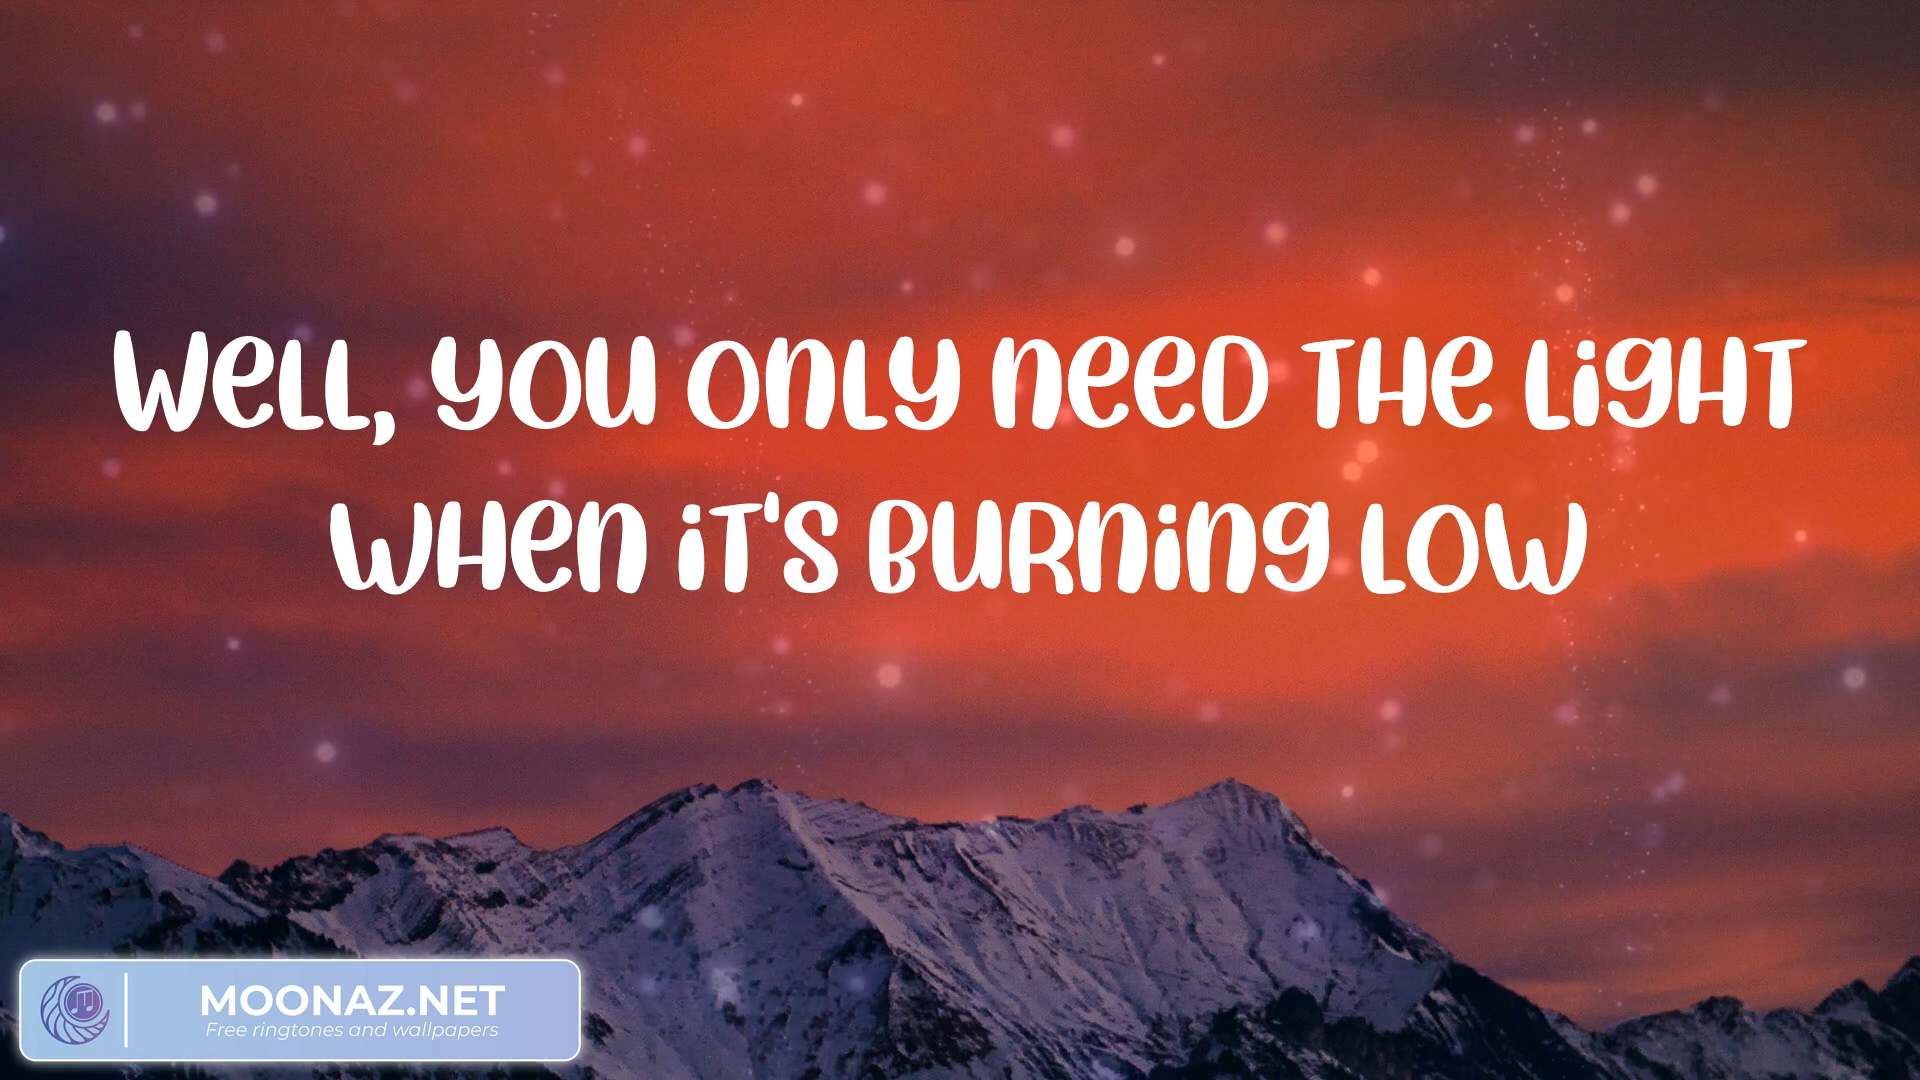 Well, you only need the light
when it's burning low
MOONAZ.NET
Free ringtones and wallpapers